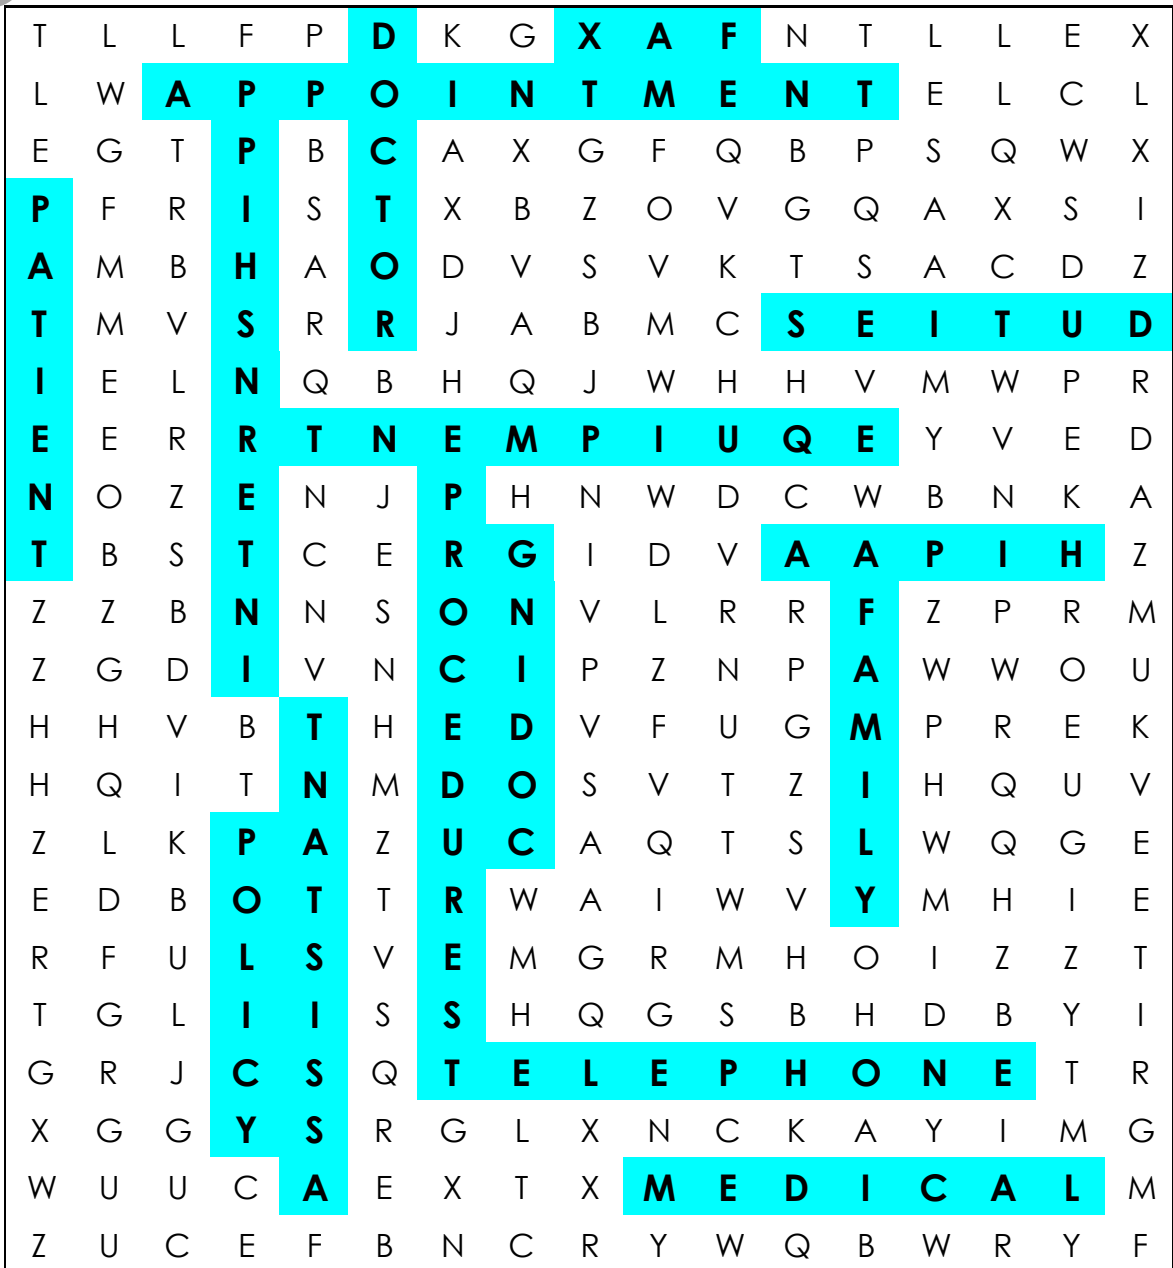 T L L F P D K G X A F N T L L E X
L W A P P O I N T M E N T E L C L
E G T P B C A X G F Q B P S Q W X
P F R I S T X B Z O V G Q A X S I
A M B H A O D V S V K T S A C D Z
T M V S R R J A B M C S E I T U D
I E L N Q B H Q J W H H V M W P R
E E R R T N E M P I U Q E Y V E D
N O Z E N J P H N W D C W B N K A
T B S T C E R G I D V A A P I H Z
Z Z B N N S O N V L R R F Z P R M
Z G D I V N C I P Z N P A W W O U
H H V B T H E D V F U G M P R E K
H Q I T N M D O S V T Z I H Q U V
Z L K P A Z U C A Q T S L W Q G E
E D B O T T R W A I W V Y M H I E
R F U L S V E M G R M H O I Z Z T
T G L I I S S H Q G S B H D B Y I
G R J C S Q T E L E P H O N E T R
X G G Y S R G L X N C K A Y I M G
W U U C A E X T X M E D I C A L M
Z U C E F B N C R Y W Q B W R Y F